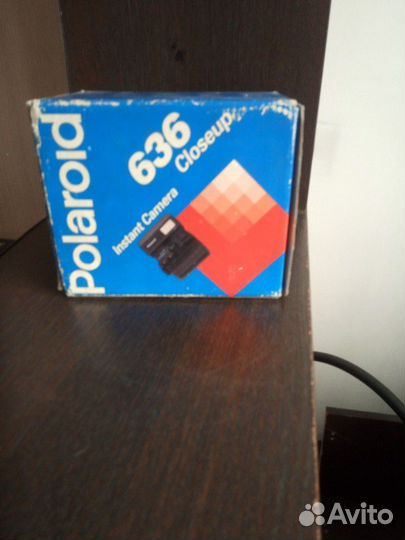 Polaroid
636
Closeup
Instant Camera
Avito